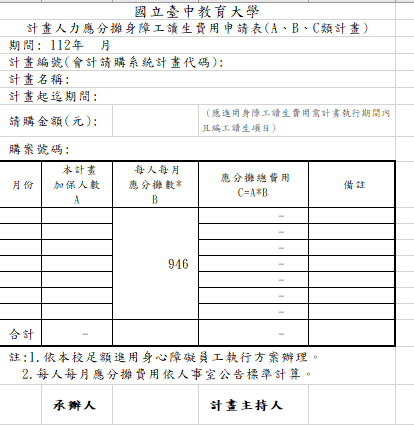 國立臺中教育大學
計畫人力應分攤身障工讀生費用申請表(A、B、C類計畫)
期間: 112年　月
計畫編號(會計請購系統計畫代碼):
計畫名稱:
計畫起迄期間:
請購金額(元):
(應進用身障工讀生費用需計畫執行期間內
且編工讀生項目)
購案號碼:
月份
本計畫
加保人數
A
每人每月
應分攤數*
B
應分攤總費用
C=A*B
備註
-
-
-
946
-
-
-
-
合計 - -
註:1.依本校足額進用身心障礙員工執行方案辦理。
2.每人每月應分攤費用依人事室公告標準計算。
承辦人 計畫主持人